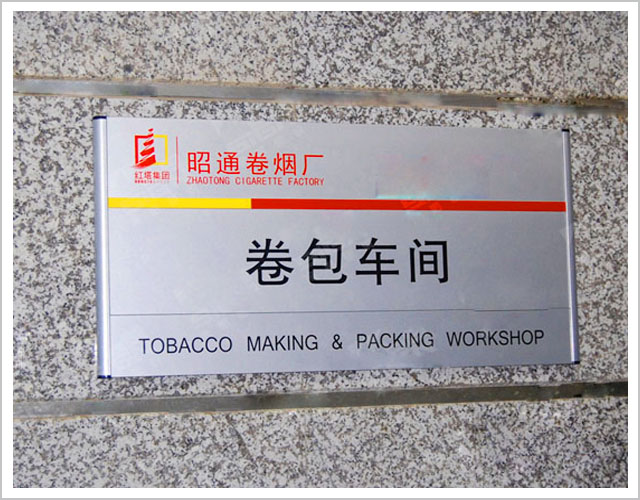 红塔集团
昭通卷烟厂
ZHAOTONG CIGARETTE FACTORY
卷包车间
TOBACCO MAKING & PACKING WORKSHOP